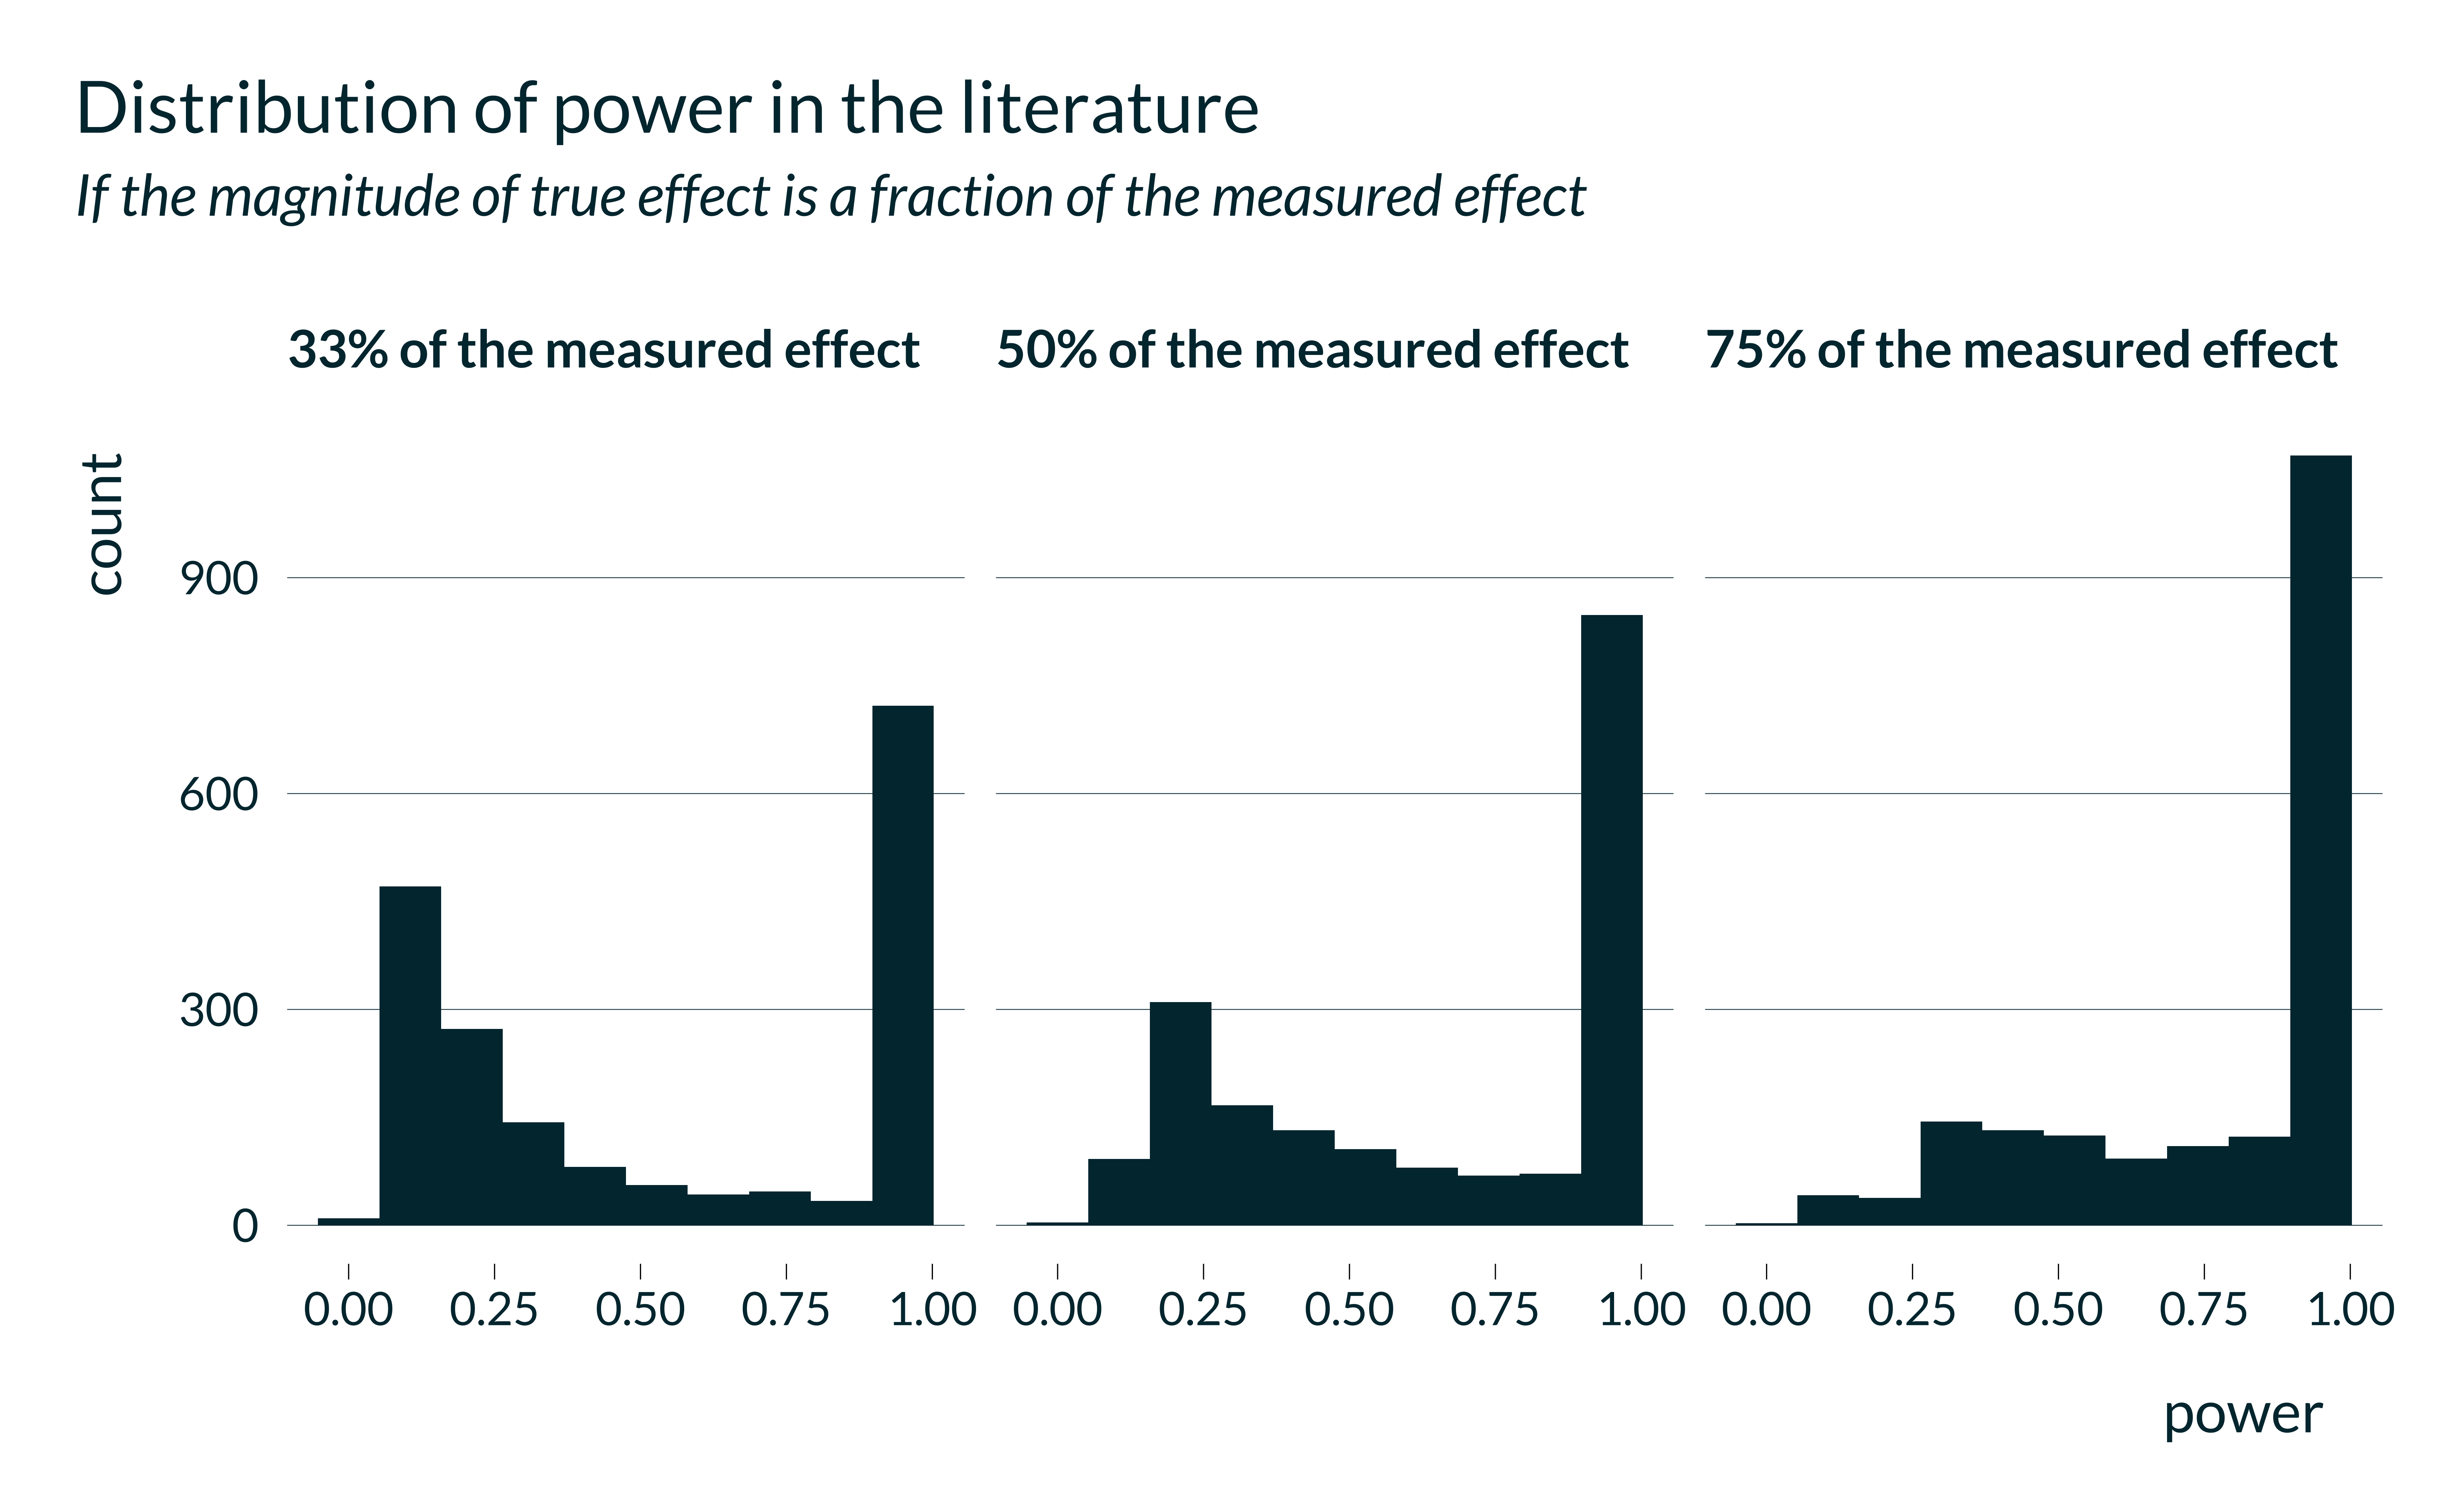 Distribution of power in the literature
If the magnitude of true effect is a fraction of the measured effect
33% of the measured effect
50% of the measured effect
75% of the measured effect
count
900
600
300
0
0.00 0.25 0.50 0.75 1.00
0.00 0.25 0.50 0.75 1.00
0.00 0.25 0.50 0.75 1.00
power